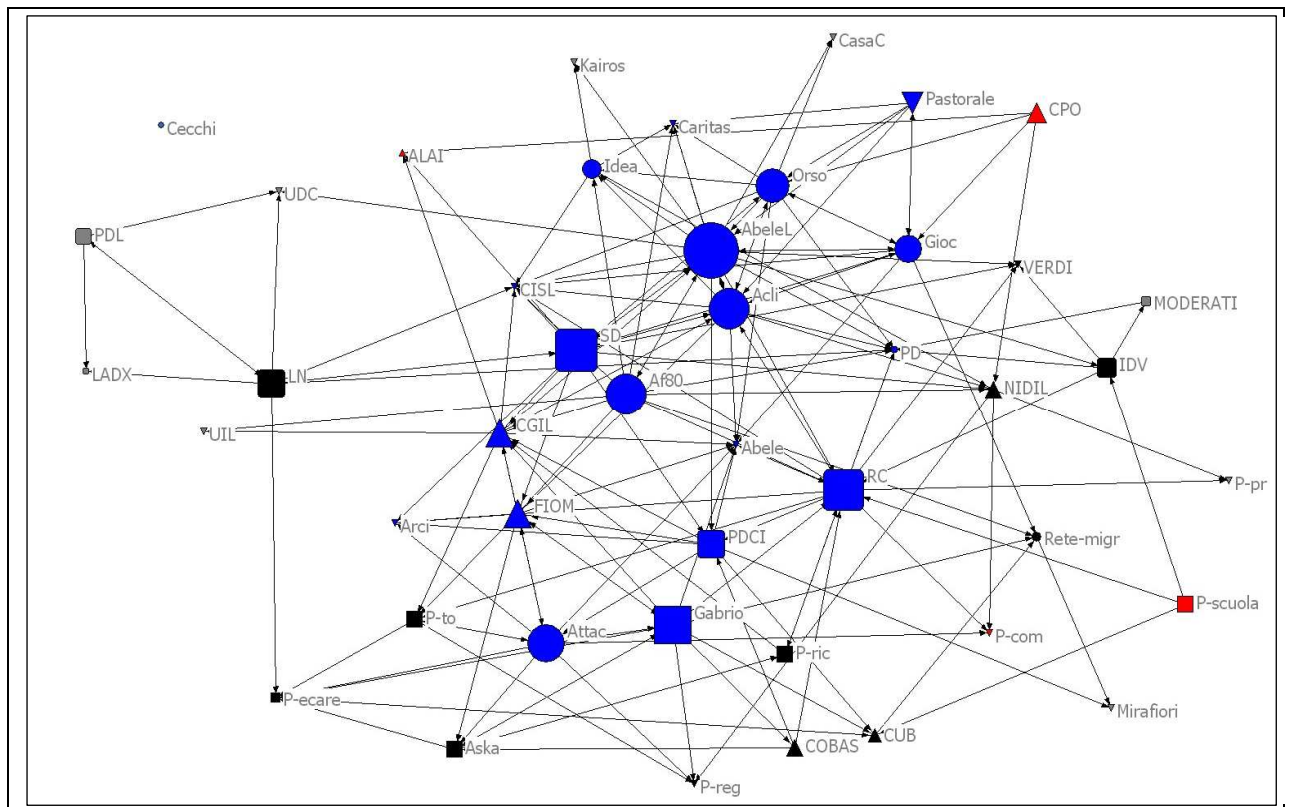 CasaC
Kairos
Pastorale
CPO
Cecchi
Caritas
ALAI
Idea
Orso
UDC
AbeleL
PDL
Gioc
VERDI
CISL
Acli
MODERATI
SD
PD
IDV
LADX
LN
Af80
NIDIL
UIL
CGIL
Abele
RC
P-pr
FIOM
Arci
PDCI
Rete-migr
P-scuola
P-to
Gabrio
Attac
P-com
P-ric
P-ecare
Mirafiori
Aska
COBAS
CUB
P-reg